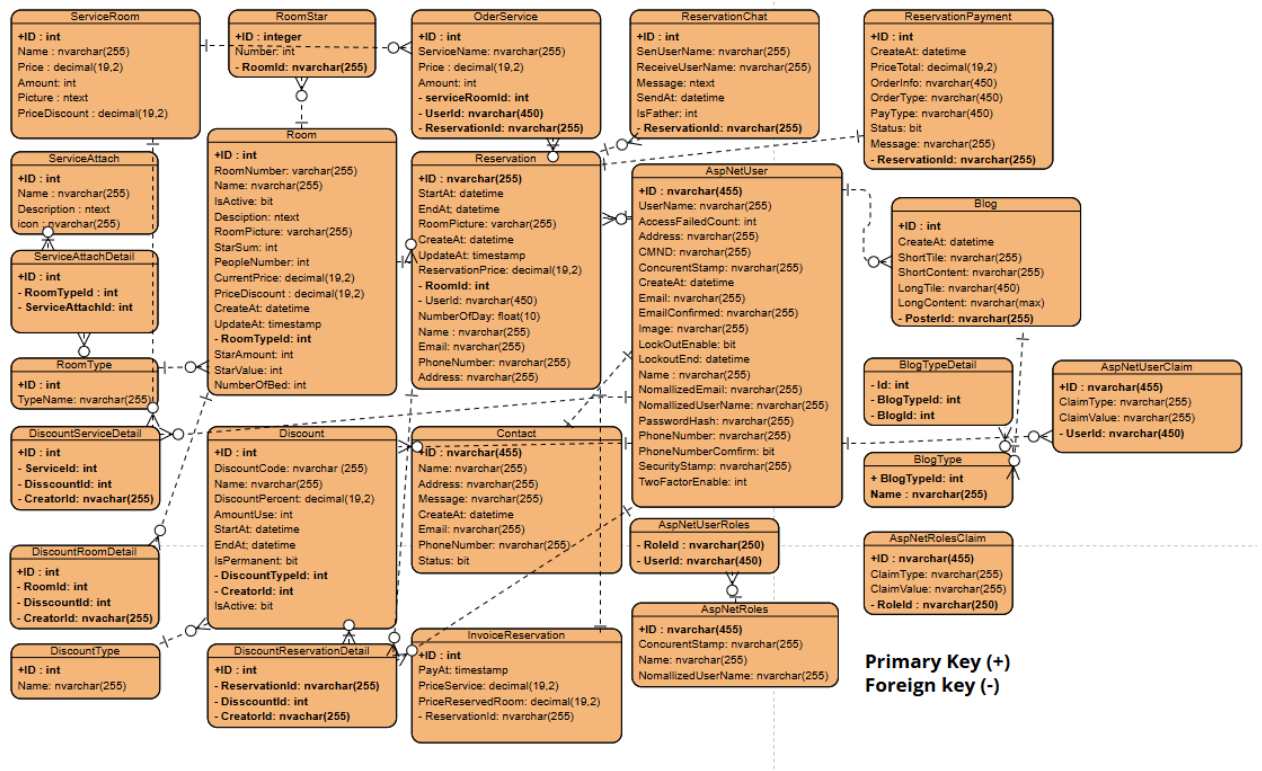 ServiceRoom
+ID : int
Name : nvarchar(255)
Price : decimal(19,2)
Amount: int
Picture : ntext
PriceDiscount : decimal(19,2)
RoomStar
+ID : integer
Number: int
- RoomId: nvarchar(255)
OderService
+ID : int
ServiceName: nvarchar(255)
Price : decimal(19,2)
Amount: int
- serviceRoomId: int
- UserId: nvarchar(450)
- ReservationId: nvarchar(255)
ReservationChat
+ID : int
SenUserName: nvarchar(255)
ReceiveUserName: nvarchar(255)
Message: ntext
SendAt: datetime
IsFather: int
- ReservationId: nvarchar(255)
ReservationPayment
+ID : int
CreateAt: datetime
PriceTotal: decimal(19,2)
OrderInfo: nvarchar(450)
OrderType: nvarchar(450)
PayType: nvarchar(450)
Status: bit
Message: nvarchar(255)
- ReservationId: nvarchar(255)
ServiceAttach
+ID : int
Name : nvarchar(255)
Description : ntext
icon : nvarchar(255)
Room
+ID : int
RoomNumber: varchar(255)
Name: nvarchar(255)
IsActive: bit
Desciption: ntext
RoomPicture: varchar(255)
StarSum: int
PeopleNumber: int
CurrentPrice: decimal(19,2)
PriceDiscount : decimal(19,2)
CreateAt: datetime
UpdateAt: timestamp
- RoomTypeId: int
StarAmount: int
StarValue: int
NumberOfBed: int
Reservation
+ID : nvarchar(255)
StartAt: datetime
EndAt; datetime
RoomPicture: varchar(255)
CreateAt: datetime
UpdateAt: timestamp
ReservationPrice: decimal(19,2)
- RoomId: int
- UserId: nvarchar(450)
NumberOfDay: float(10)
Name : nvarchar(255)
Email: nvarchar(255)
PhoneNumber: nvarchar(255)
Address: nvarchar(255)
AspNetUser
+ID : nvarchar(455)
UserName: nvarchar(255)
AccessFailedCount: int
Address: nvarchar(255)
CMND: nvarchar(255)
ConcurentStamp: nvarchar(255)
CreateAt: datetime
Email: nvarchar(255)
EmailConfirmed: nvarchar(255)
Image: nvarchar(255)
LockOutEnable: bit
LockoutEnd: datetime
Name : nvarchar(255)
NomallizedEmail: nvarchar(255)
NomallizedUserName: nvarchar(255)
PasswordHash: nvarchar(255)
PhoneNumber: nvarchar(255)
PhoneNumberComfirm: bit
SecurityStamp: nvarchar(255)
TwoFactorEnable: int
Blog
+ID : int
CreateAt: datetime
ShortTile: nvarchar(255)
ShortContent: nvarchar(255)
LongTile: nvarchar(450)
LongContent: nvarchar(max)
- PosterId: nvarchar(255)
ServiceAttachDetail
+ID : int
- RoomTypeId : int
- ServiceAttachId: int
RoomType
+ID : int
TypeName: nvarchar(255)
BlogTypeDetail
- Id: int
- BlogTypeId: int
- BlogId: int
AspNetUserClaim
+ID : nvarchar(455)
ClaimType: nvarchar(255)
ClaimValue: nvarchar(255)
- UserId: nvarchar(450)
DiscountServiceDetail
+ID : int
- ServiceId: int
- DisscountId: int
- CreatorId: nvachar(255)
Discount
+ID : int
DiscountCode: nvarchar (255)
Name: nvarchar(255)
DiscountPercent: decimal(19,2)
AmountUse: int
StartAt: datetime
EndAt; datetime
IsPermanent: bit
- DiscountTypeId: int
- CreatorId: int
IsActive: bit
Contact
+ID : nvarchar(455)
Name: nvarchar(255)
Address: nvarchar(255)
Message: nvarchar(255)
CreateAt: datetime
Email: nvarchar(255)
PhoneNumber: nvarchar(255)
Status: bit
BlogType
+ BlogTypeId: int
Name : nvarchar(255)
AspNetUserRoles
- RoleId : nvarchar(250)
- UserId: nvarchar(450)
AspNetRolesClaim
+ID : nvarchar(455)
ClaimType: nvarchar(255)
ClaimValue: nvarchar(255)
- RoleId : nvarchar(250)
DiscountRoomDetail
+ID : int
- RoomId: int
- DisscountId: int
- CreatorId: nvachar(255)
AspNetRoles
+ID : nvarchar(455)
ConcurentStamp: nvarchar(255)
Name: nvarchar(255)
NomallizedUserName: nvarchar(255)
DiscountType
+ID : int
Name: nvarchar(255)
DiscountReservationDetail
+ID : int
- ReservationId: nvarchar(255)
- DisscountId: int
- CreatorId: nvachar(255)
InvoiceReservation
+ID : int
PayAt: timestamp
PriceService: decimal(19,2)
PriceReservedRoom: decimal(19,2)
- ReservationId: nvarchar(255)
Primary Key (+)
Foreign key (-)